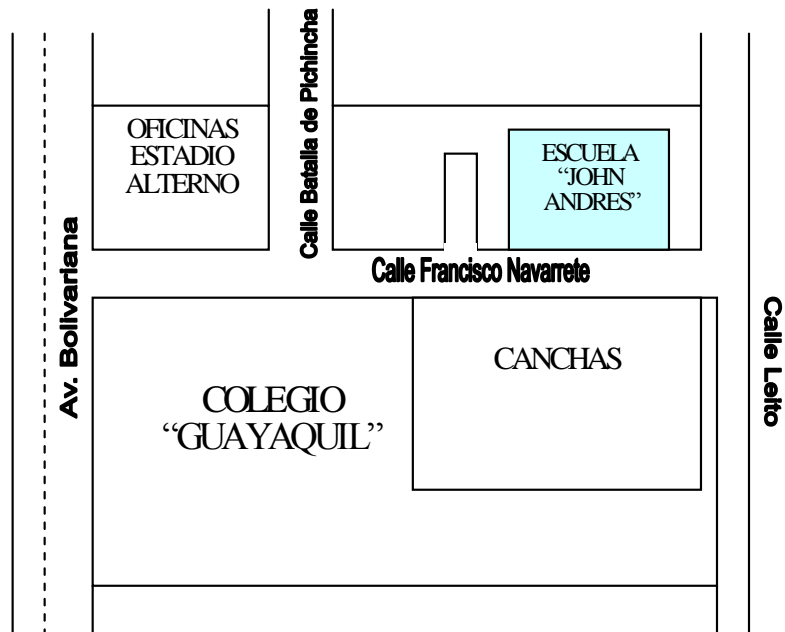 Calle Batalla de Pichincha
OFICINAS
ESTADIO
ALTERNO
ESCUELA
“JOHN
ANDRES”
Av. Bolivariana
Calle Francisco Navarrete
Calle Leito
CANCHAS
COLEGIO
“GUAYAQUIL”